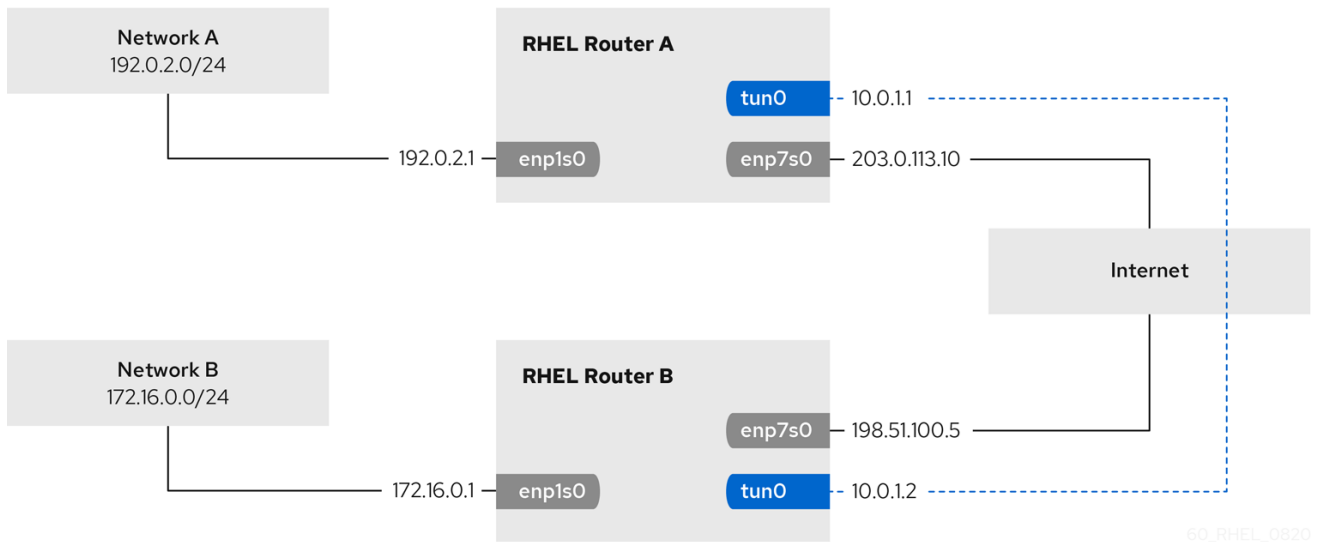 Network A
192.0.2.0/24
RHEL Router A
tun0
10.0.1.1
192.0.2.1
enp1s0
enp7s0
203.0.113.10
Internet
Network B
172.16.0.0/24
RHEL Router B
enp7s0
198.51.100.5
172.16.0.1
enp1s0
tun0
10.0.1.2
60_RHEL_0820